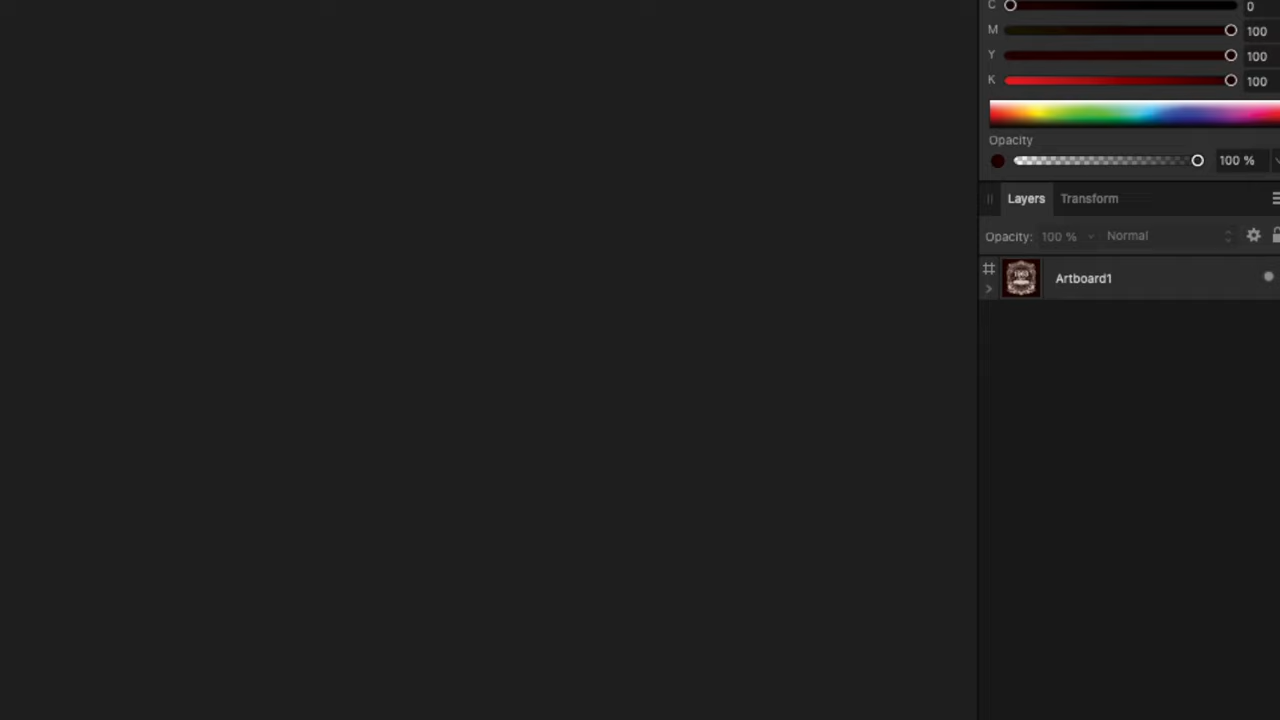 C 0
M 100
Y 100
K 100
Opacity
100 %
Layers Transform
Opacity: 100 % Normal
Artboard1